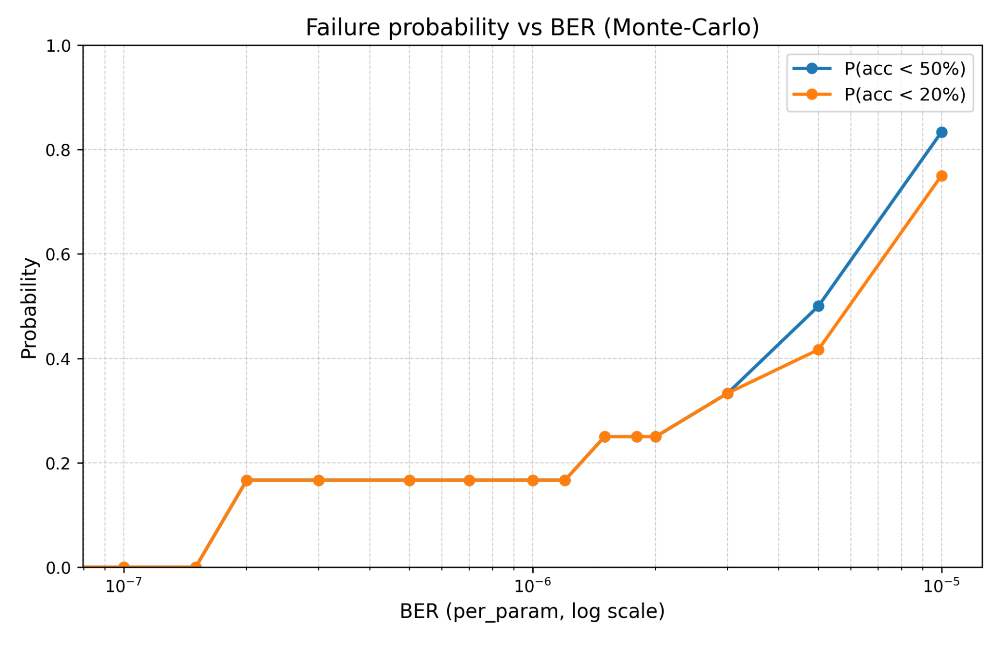 Failure probability vs BER (Monte-Carlo)
P(acc < 50%)
P(acc < 20%)
Probability
1.0
0.8
0.6
0.4
0.2
0.0
10⁻⁷
10⁻⁶
10⁻⁵
BER (per_param, log scale)